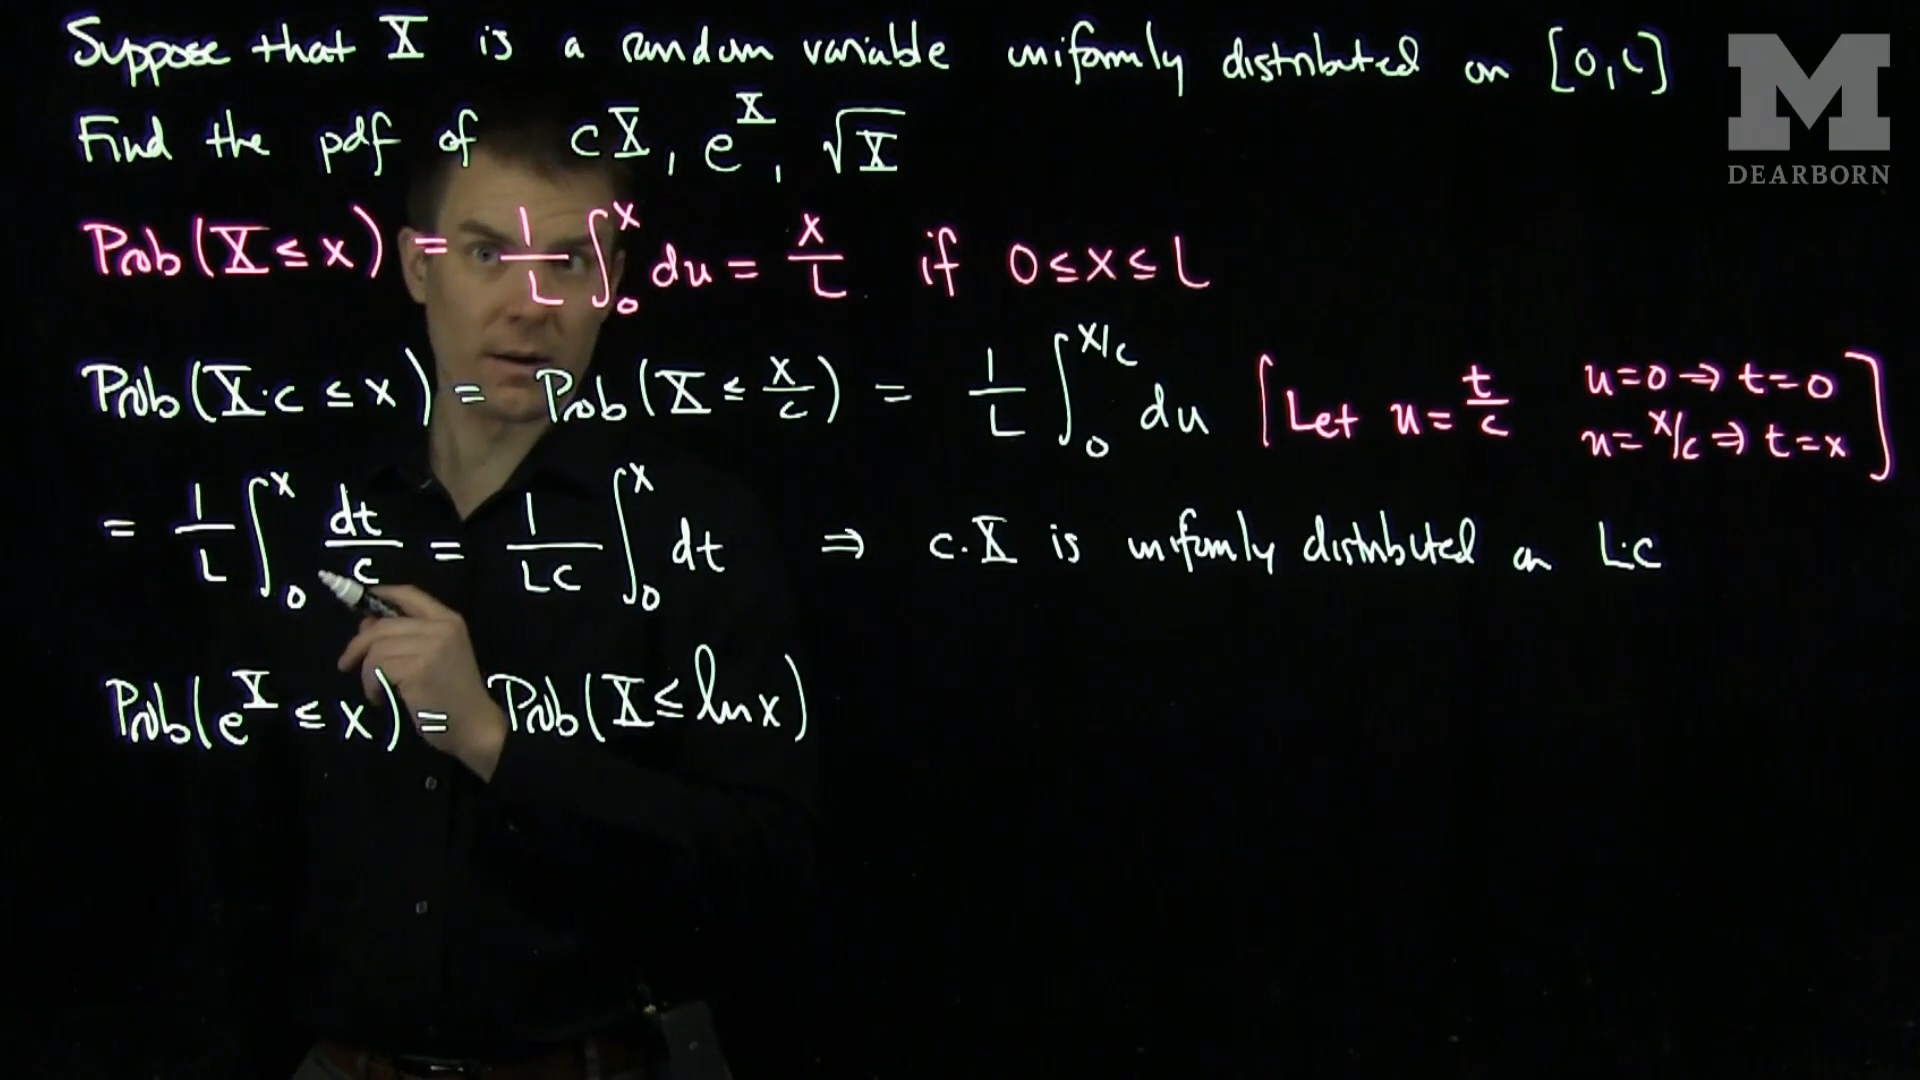 Suppose that X is a random variable uniformly distributed on [0,L]
Find the pdf of cX, e^X, √X
M
DEARBORN
Prob(X ≤ x) = 1/L ∫_0^x du = x/L if 0 ≤ x ≤ L
Prob(X·c ≤ x) = Prob(X ≤ x/c) = 1/L ∫_0^{x/c} du [Let u = t/c u=0 ⇒ t=0
u = x/c ⇒ t = x]
= 1/L ∫_0^x dt/c = 1/LC ∫_0^x dt ⇒ c·X is uniformly distributed on L·C
Prob(e^X ≤ x) = Prob(X ≤ ln x)